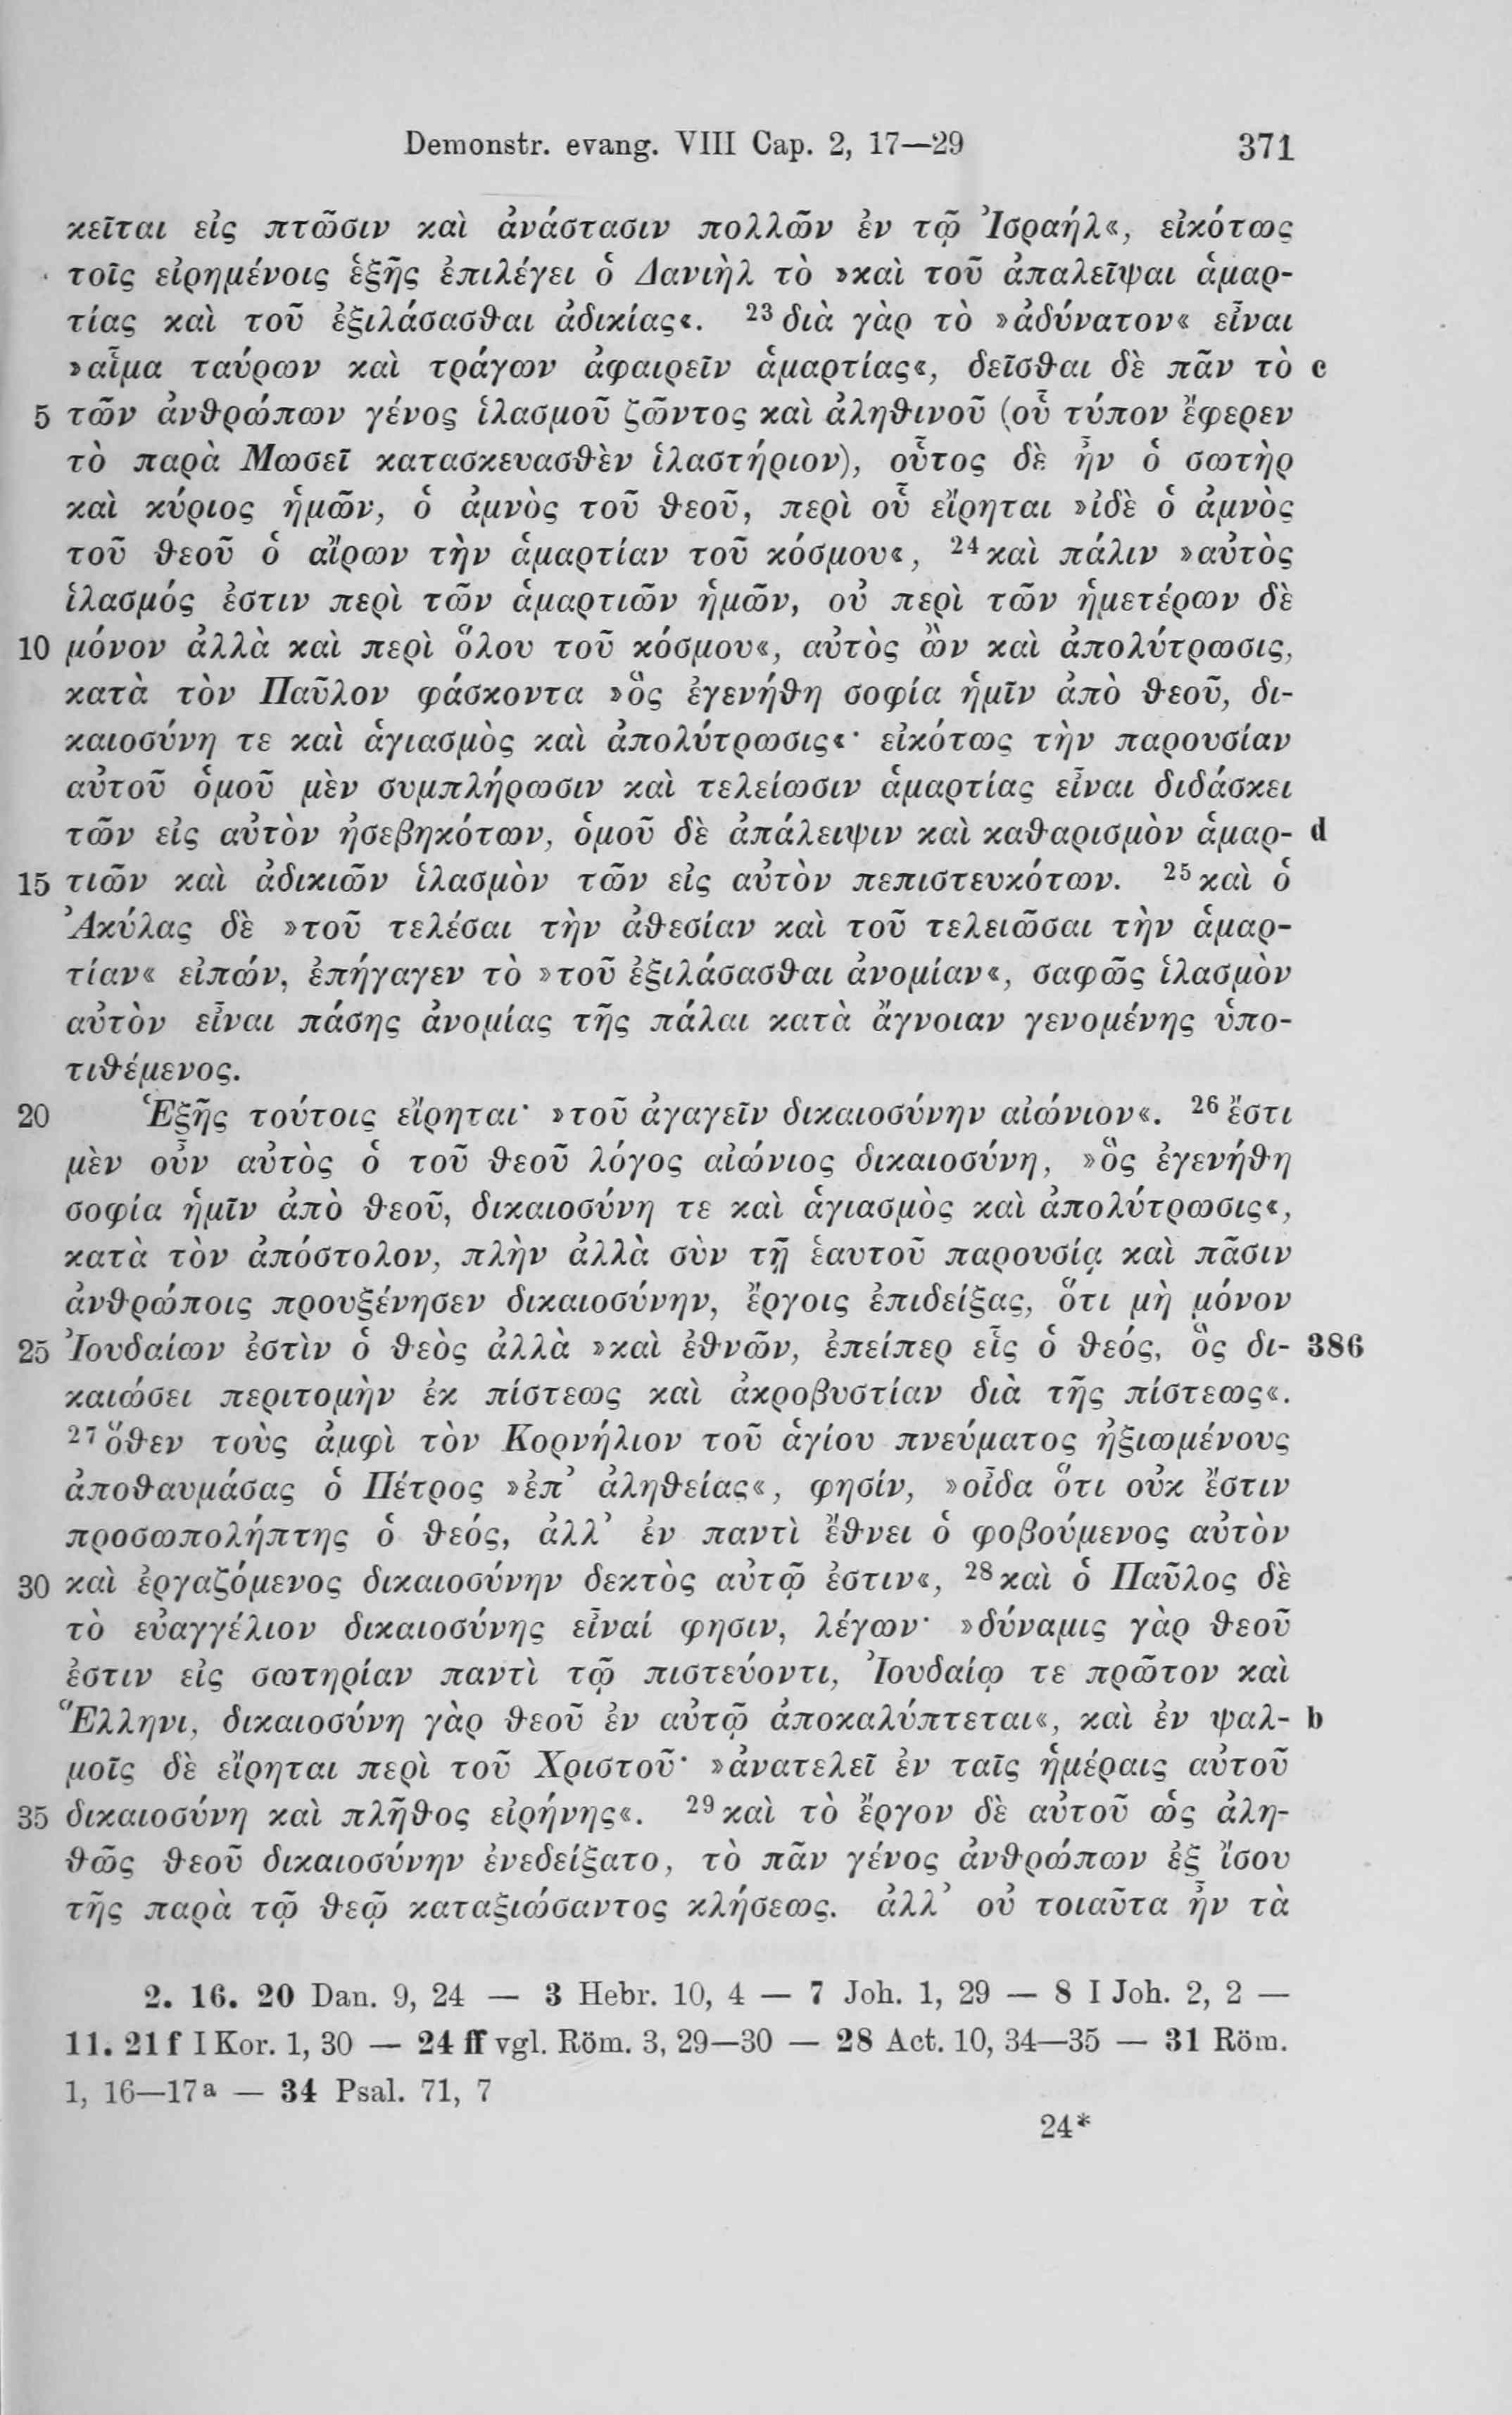 Demonstr. evang. VIII Cap. 2, 17—29 371
κεῖται εἰς πτῶσιν καὶ ἀνάστασιν πολλῶν ἐν τῷ Ἰσραήλ«, εἰκότως
τοῖς εἰρημένοις ἑξῆς ἐπιλέγει ὁ Δανιὴλ τὸ »καὶ τοῦ ἀπαλεῖψαι ἁμαρ-
τίας καὶ τοῦ ἐξιλάσασθαι ἀδικίας«. ²³ διὰ γὰρ τὸ »ἀδύνατον« εἶναι
»αἷμα ταύρων καὶ τράγων ἀφαιρεῖν ἁμαρτίας«, δεῖσθαι δὲ πᾶν τὸ c
5 τῶν ἀνθρώπων γένος ἱλασμοῦ ζῶντος καὶ ἀληθινοῦ (οὗ τύπον ἔφερεν
τὸ παρὰ Μωσεῖ κατασκευασθὲν ἱλαστήριον), οὗτος δὲ ἦν ὁ σωτὴρ
καὶ κύριος ἡμῶν, ὁ ἀμνὸς τοῦ θεοῦ, περὶ οὗ εἴρηται »ἰδὲ ὁ ἀμνὸς
τοῦ θεοῦ ὁ αἴρων τὴν ἁμαρτίαν τοῦ κόσμου«, ²⁴ καὶ πάλιν »αὐτὸς
ἱλασμός ἐστιν περὶ τῶν ἁμαρτιῶν ἡμῶν, οὐ περὶ τῶν ἡμετέρων δὲ
10 μόνον ἀλλὰ καὶ περὶ ὅλου τοῦ κόσμου«, αὐτὸς ὢν καὶ ἀπολύτρωσις,
κατὰ τὸν Παῦλον φάσκοντα »ὃς ἐγενήθη σοφία ἡμῖν ἀπὸ θεοῦ, δι-
καιοσύνη τε καὶ ἁγιασμὸς καὶ ἀπολύτρωσις«· εἰκότως τὴν παρουσίαν
αὐτοῦ ὁμοῦ μὲν συμπλήρωσιν καὶ τελείωσιν ἁμαρτίας εἶναι διδάσκει
τῶν εἰς αὐτὸν ἠσεβηκότων, ὁμοῦ δὲ ἀπάλειψιν καὶ καθαρισμὸν ἁμαρ- d
15 τιῶν καὶ ἀδικιῶν ἱλασμὸν τῶν εἰς αὐτὸν πεπιστευκότων. ²⁵ καὶ ὁ
Ἀκύλας δὲ »τοῦ τελέσαι τὴν ἀθεσίαν καὶ τοῦ τελειῶσαι τὴν ἁμαρ-
τίαν« εἰπών, ἐπήγαγεν τὸ »τοῦ ἐξιλάσασθαι ἀνομίαν«, σαφῶς ἱλασμὸν
αὐτὸν εἶναι πάσης ἀνομίας τῆς πάλαι κατὰ ἄγνοιαν γενομένης ὑπο-
τιθέμενος.
20 Ἑξῆς τούτοις εἴρηται· »τοῦ ἀγαγεῖν δικαιοσύνην αἰώνιον«. ²⁶ ἔστι
μὲν οὖν αὐτὸς ὁ τοῦ θεοῦ λόγος αἰώνιος δικαιοσύνη, »ὃς ἐγενήθη
σοφία ἡμῖν ἀπὸ θεοῦ, δικαιοσύνη τε καὶ ἁγιασμὸς καὶ ἀπολύτρωσις«,
κατὰ τὸν ἀπόστολον, πλὴν ἀλλὰ σὺν τῇ ἑαυτοῦ παρουσίᾳ καὶ πᾶσιν
ἀνθρώποις προυξένησεν δικαιοσύνην, ἔργοις ἐπιδείξας, ὅτι μὴ μόνον
25 Ἰουδαίων ἐστὶν ὁ θεὸς ἀλλὰ »καὶ ἐθνῶν, ἐπείπερ εἷς ὁ θεός, ὃς δι- 386
καιώσει περιτομὴν ἐκ πίστεως καὶ ἀκροβυστίαν διὰ τῆς πίστεως«.
²⁷ ὅθεν τοὺς ἀμφὶ τὸν Κορνήλιον τοῦ ἁγίου πνεύματος ἠξιωμένους
ἀποθαυμάσας ὁ Πέτρος »ἐπ’ ἀληθείας«, φησίν, »οἶδα ὅτι οὐκ ἔστιν
προσωπολήπτης ὁ θεός, ἀλλ’ ἐν παντὶ ἔθνει ὁ φοβούμενος αὐτὸν
30 καὶ ἐργαζόμενος δικαιοσύνην δεκτὸς αὐτῷ ἐστιν«, ²⁸ καὶ ὁ Παῦλος δὲ
τὸ εὐαγγέλιον δικαιοσύνης εἶναί φησιν, λέγων· »δύναμις γὰρ θεοῦ
ἐστιν εἰς σωτηρίαν παντὶ τῷ πιστεύοντι, Ἰουδαίῳ τε πρῶτον καὶ
Ἕλληνι, δικαιοσύνη γὰρ θεοῦ ἐν αὐτῷ ἀποκαλύπτεται«, καὶ ἐν ψαλ- b
μοῖς δὲ εἴρηται περὶ τοῦ Χριστοῦ· »ἀνατελεῖ ἐν ταῖς ἡμέραις αὐτοῦ
35 δικαιοσύνη καὶ πλῆθος εἰρήνης«. ²⁹ καὶ τὸ ἔργον δὲ αὐτοῦ ὡς ἀλη-
θῶς θεοῦ δικαιοσύνην ἐνεδείξατο, τὸ πᾶν γένος ἀνθρώπων ἐξ ἴσου
τῆς παρὰ τῷ θεῷ καταξιώσαντος κλήσεως. ἀλλ’ οὐ τοιαῦτα ἦν τὰ
2. 16. 20 Dan. 9, 24 — 3 Hebr. 10, 4 — 7 Joh. 1, 29 — 8 I Joh. 2, 2 —
11. 21 f I Kor. 1, 30 — 24 ff vgl. Röm. 3, 29—30 — 28 Act. 10, 34—35 — 31 Röm.
1, 16—17ª — 34 Psal. 71, 7
24*